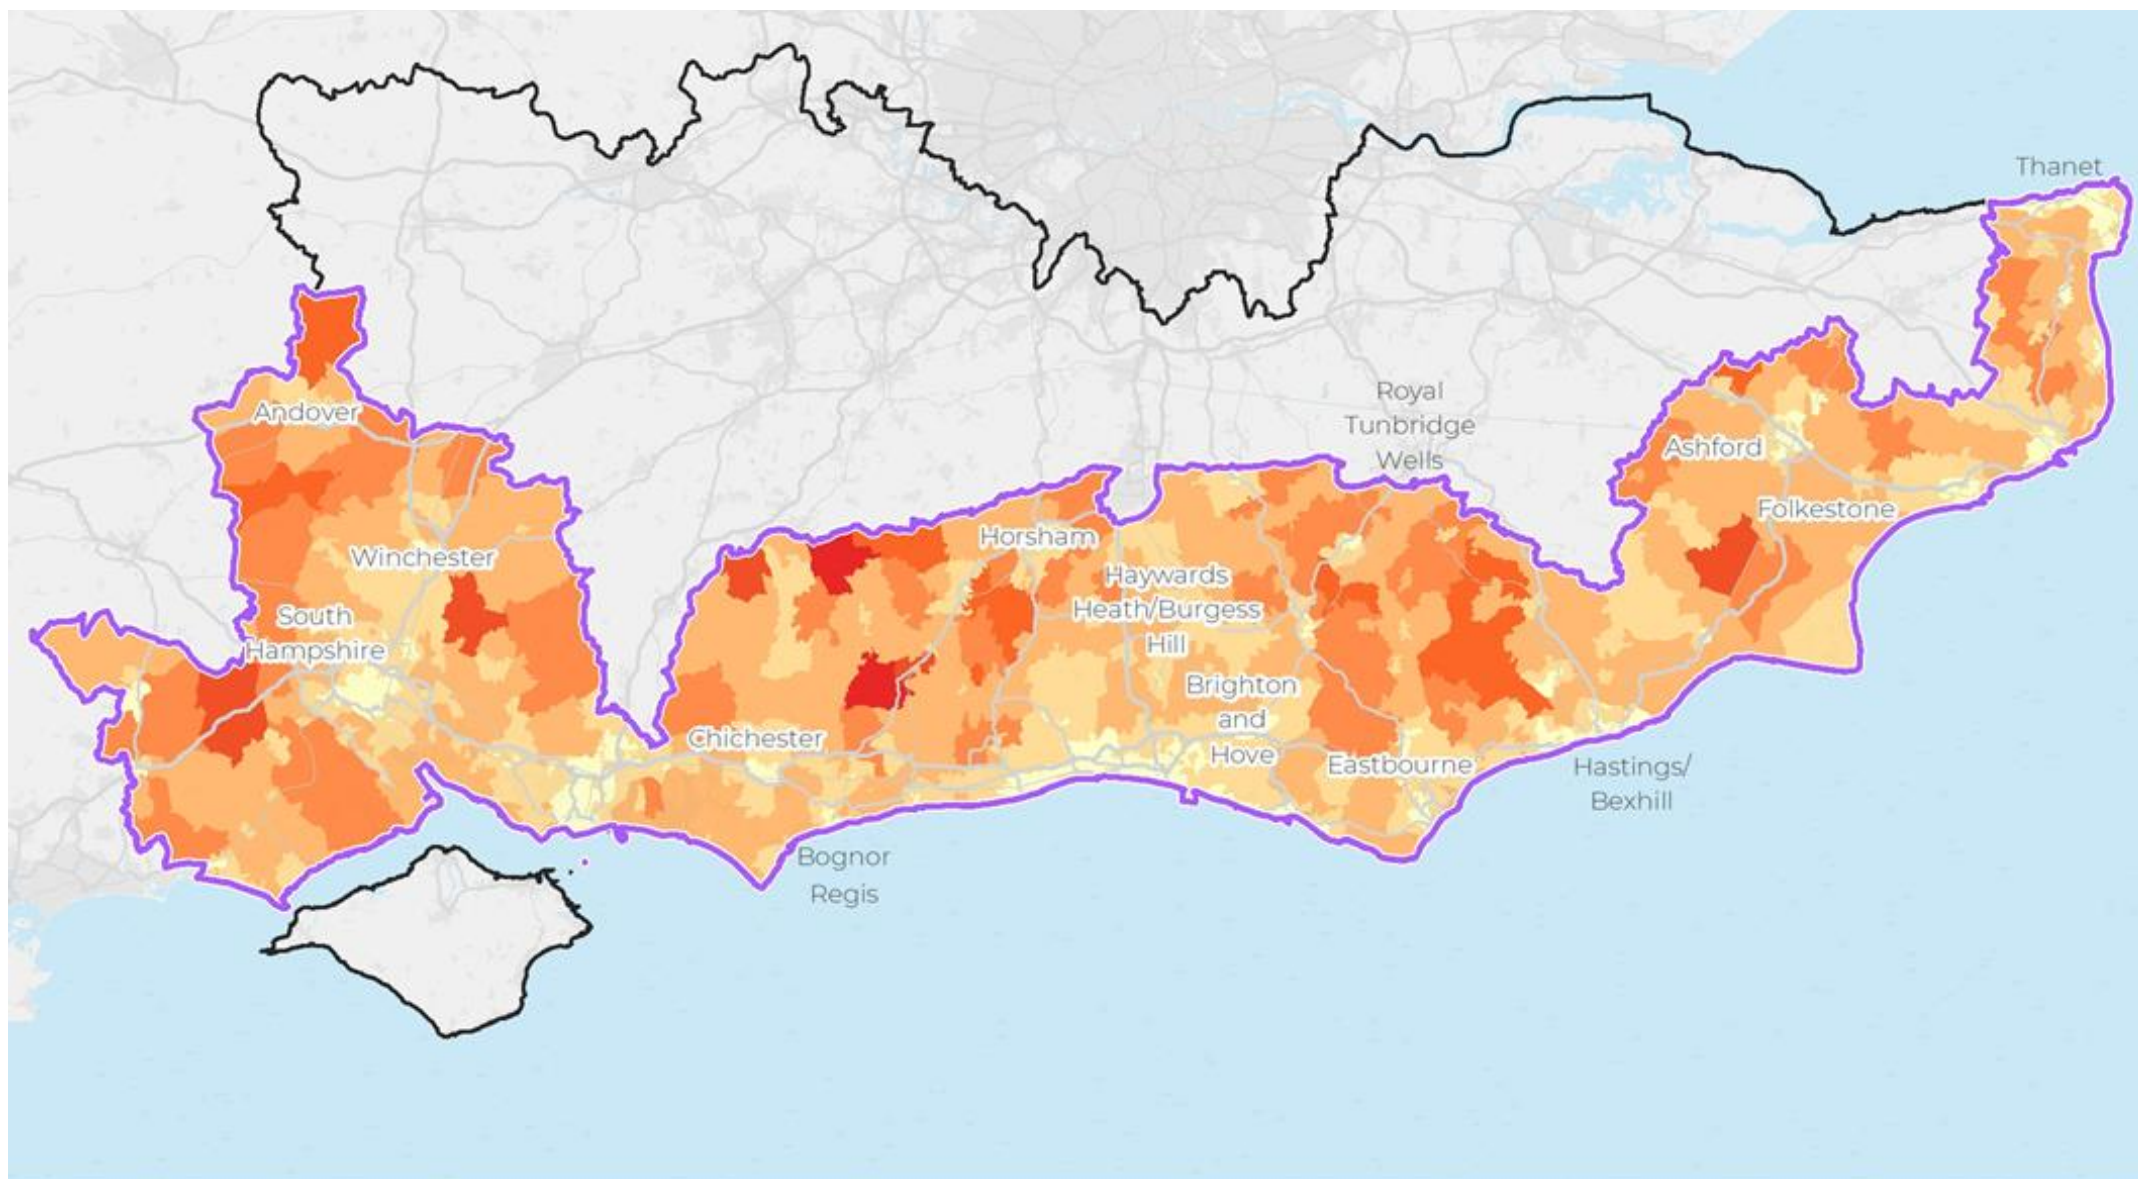 Thanet
Royal
Tunbridge
Wells
Andover
Ashford
Folkestone
Horsham
Winchester
Haywards
Heath/Burgess
Hill
South
Hampshire
Brighton
and
Hove
Chichester
Eastbourne
Hastings/
Bexhill
Bognor
Regis